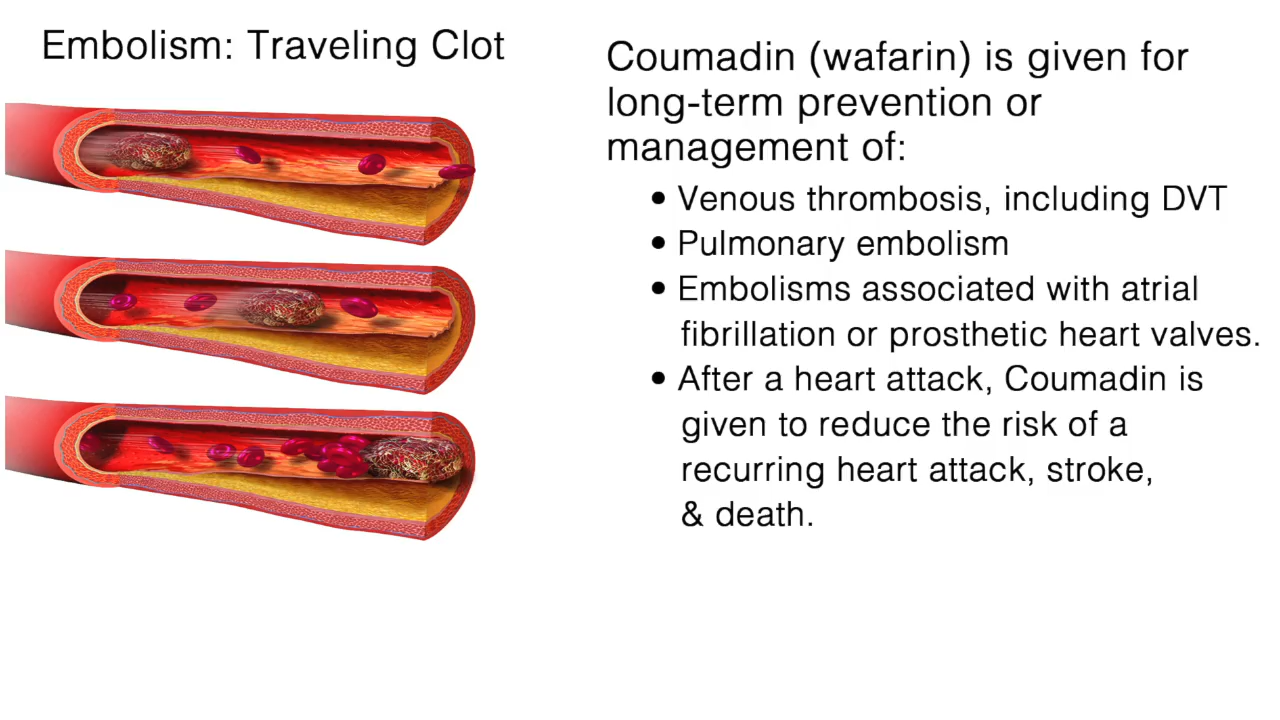 Embolism: Traveling Clot
Coumadin (wafarin) is given for
long-term prevention or
management of:
• Venous thrombosis, including DVT
• Pulmonary embolism
• Embolisms associated with atrial
fibrillation or prosthetic heart valves.
• After a heart attack, Coumadin is
given to reduce the risk of a
recurring heart attack, stroke,
& death.